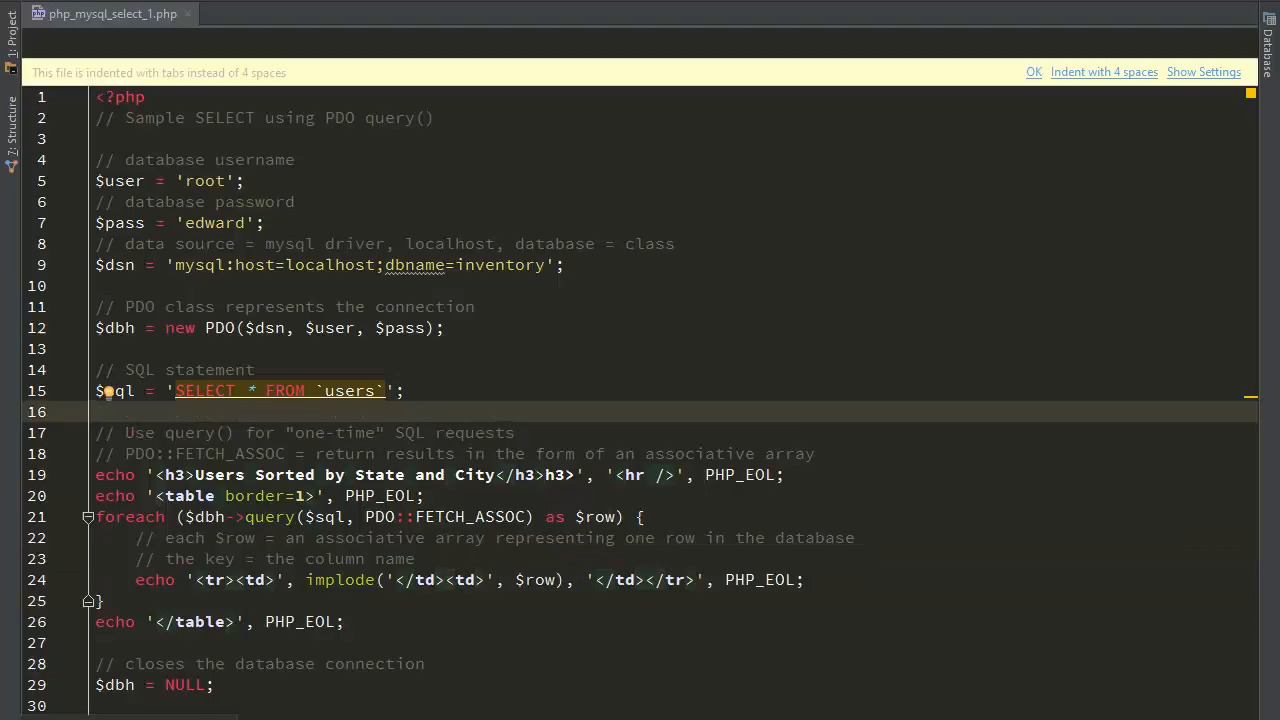 php_mysql_select_1.php
1: Project
7: Structure
Database
This file is indented with tabs instead of 4 spaces
OK Indent with 4 spaces Show Settings
1 <?php
2 // Sample SELECT using PDO query()
3
4 // database username
5 $user = 'root';
6 // database password
7 $pass = 'edward';
8 // data source = mysql driver, localhost, database = class
9 $dsn = 'mysql:host=localhost;dbname=inventory';
10
11 // PDO class represents the connection
12 $dbh = new PDO($dsn, $user, $pass);
13
14 // SQL statement
15 $ql = 'SELECT * FROM `users`';
16
17 // Use query() for "one-time" SQL requests
18 // PDO::FETCH_ASSOC = return results in the form of an associative array
19 echo '<h3>Users Sorted by State and City</h3>h3>', '<hr />', PHP_EOL;
20 echo '<table border=1>', PHP_EOL;
21 foreach ($dbh->query($sql, PDO::FETCH_ASSOC) as $row) {
22 // each $row = an associative array representing one row in the database
23 // the key = the column name
24 echo '<tr><td>', implode('</td><td>', $row), '</td></tr>', PHP_EOL;
25 }
26 echo '</table>', PHP_EOL;
27
28 // closes the database connection
29 $dbh = NULL;
30